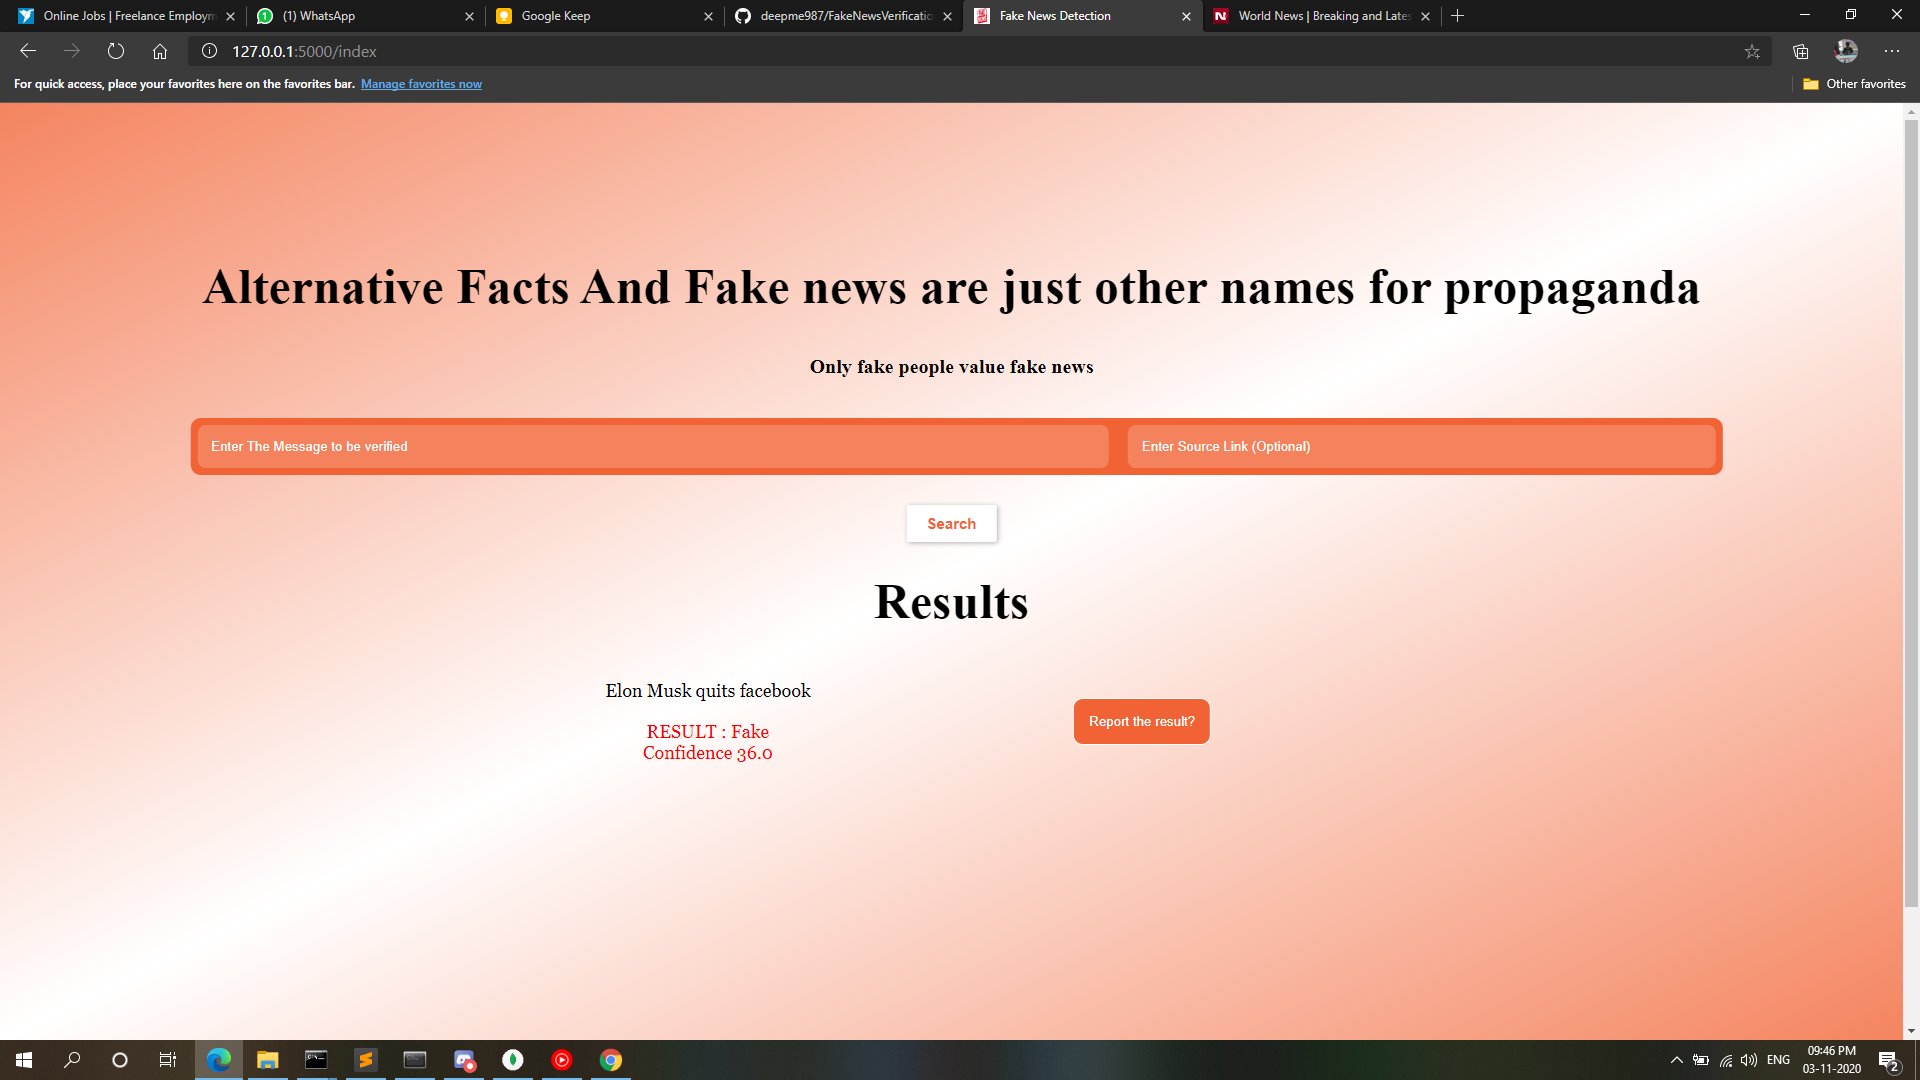 Online Jobs | Freelance Employm
(1) WhatsApp
Google Keep
deepme987/FakeNewsVerificatio
Fake News Detection
World News | Breaking and Lates
127.0.0.1:5000/index
For quick access, place your favorites here on the favorites bar. Manage favorites now
Other favorites
Alternative Facts And Fake news are just other names for propaganda
Only fake people value fake news
Enter The Message to be verified
Enter Source Link (Optional)
Search
Results
Elon Musk quits facebook
RESULT : Fake
Confidence 36.0
Report the result?
ENG
09:46 PM
03-11-2020
2